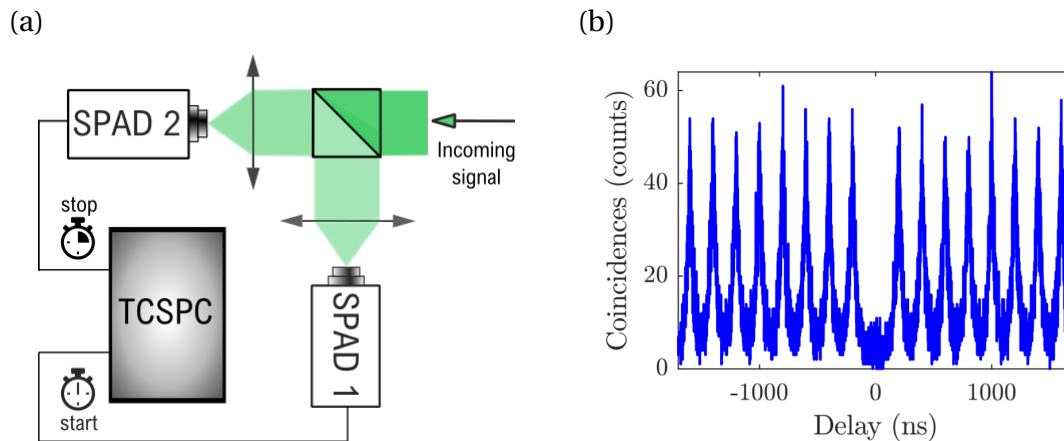 (a)
SPAD 2
Incoming
signal
stop
TCSPC
SPAD 1
start
(b)
Coincidences (counts)
60
40
20
0
-1000
0
1000
Delay (ns)